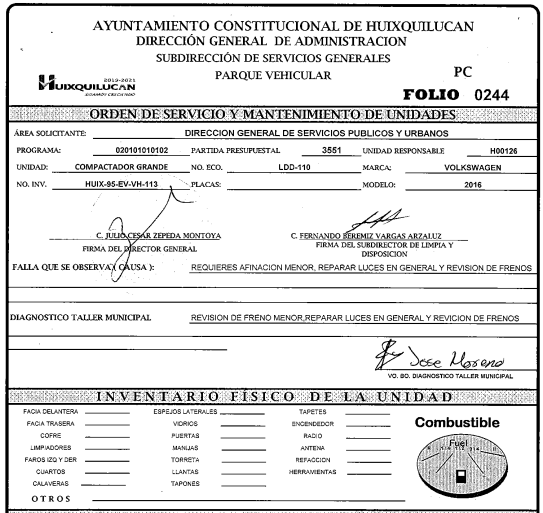 AYUNTAMIENTO CONSTITUCIONAL DE HUIXQUILUCAN
DIRECCIÓN GENERAL DE ADMINISTRACION
SUBDIRECCIÓN DE SERVICIOS GENERALES
PARQUE VEHICULAR
PC
2019-2021
HUIXQUILUCAN
FOLIO 0244
ORDEN DE SERVICIO Y MANTENIMIENTO DE UNIDADES
ÁREA SOLICITANTE: DIRECCION GENERAL DE SERVICIOS PUBLICOS Y URBANOS
PROGRAMA: 020101010102 PARTIDA PRESUPUESTAL 3551 UNIDAD RESPONSABLE H00126
UNIDAD: COMPACTADOR GRANDE NO. ECO. LDD-110 MARCA: VOLKSWAGEN
NO. INV. HUIX-95-EV-VH-113 PLACAS: MODELO: 2016
C. JULIO CESAR ZEPEDA MONTOYA C. FERNANDO BEREMIZ VARGAS ARZALUZ
FIRMA DEL DIRECTOR GENERAL FIRMA DEL SUBDIRECTOR DE LIMPIA Y
DISPOSICION
FALLA QUE SE OBSERVA ( CAUSA ): REQUIERES AFINACION MENOR, REPARAR LUCES EN GENERAL Y REVISION DE FRENOS
DIAGNOSTICO TALLER MUNICIPAL REVISION DE FRENO MENOR,REPARAR LUCES EN GENERAL Y REVICION DE FRENOS
Jose Moreno
VO. BO. DIAGNOSTICO TALLER MUNICIPAL
INVENTARIO FÍSICO DE LA UNIDAD
FACIA DELANTERA ESPEJOS LATERALES TAPETES
FACIA TRASERA VIDRIOS ENCENDEDOR
COFRE PUERTAS RADIO
LIMPIADORES MANIJAS ANTENA
FAROS IZQ Y DER TORRETA REFACCION
CUARTOS LLANTAS HERRAMIENTAS
CALAVERAS TAPONES
OTROS
Combustible
Fuel